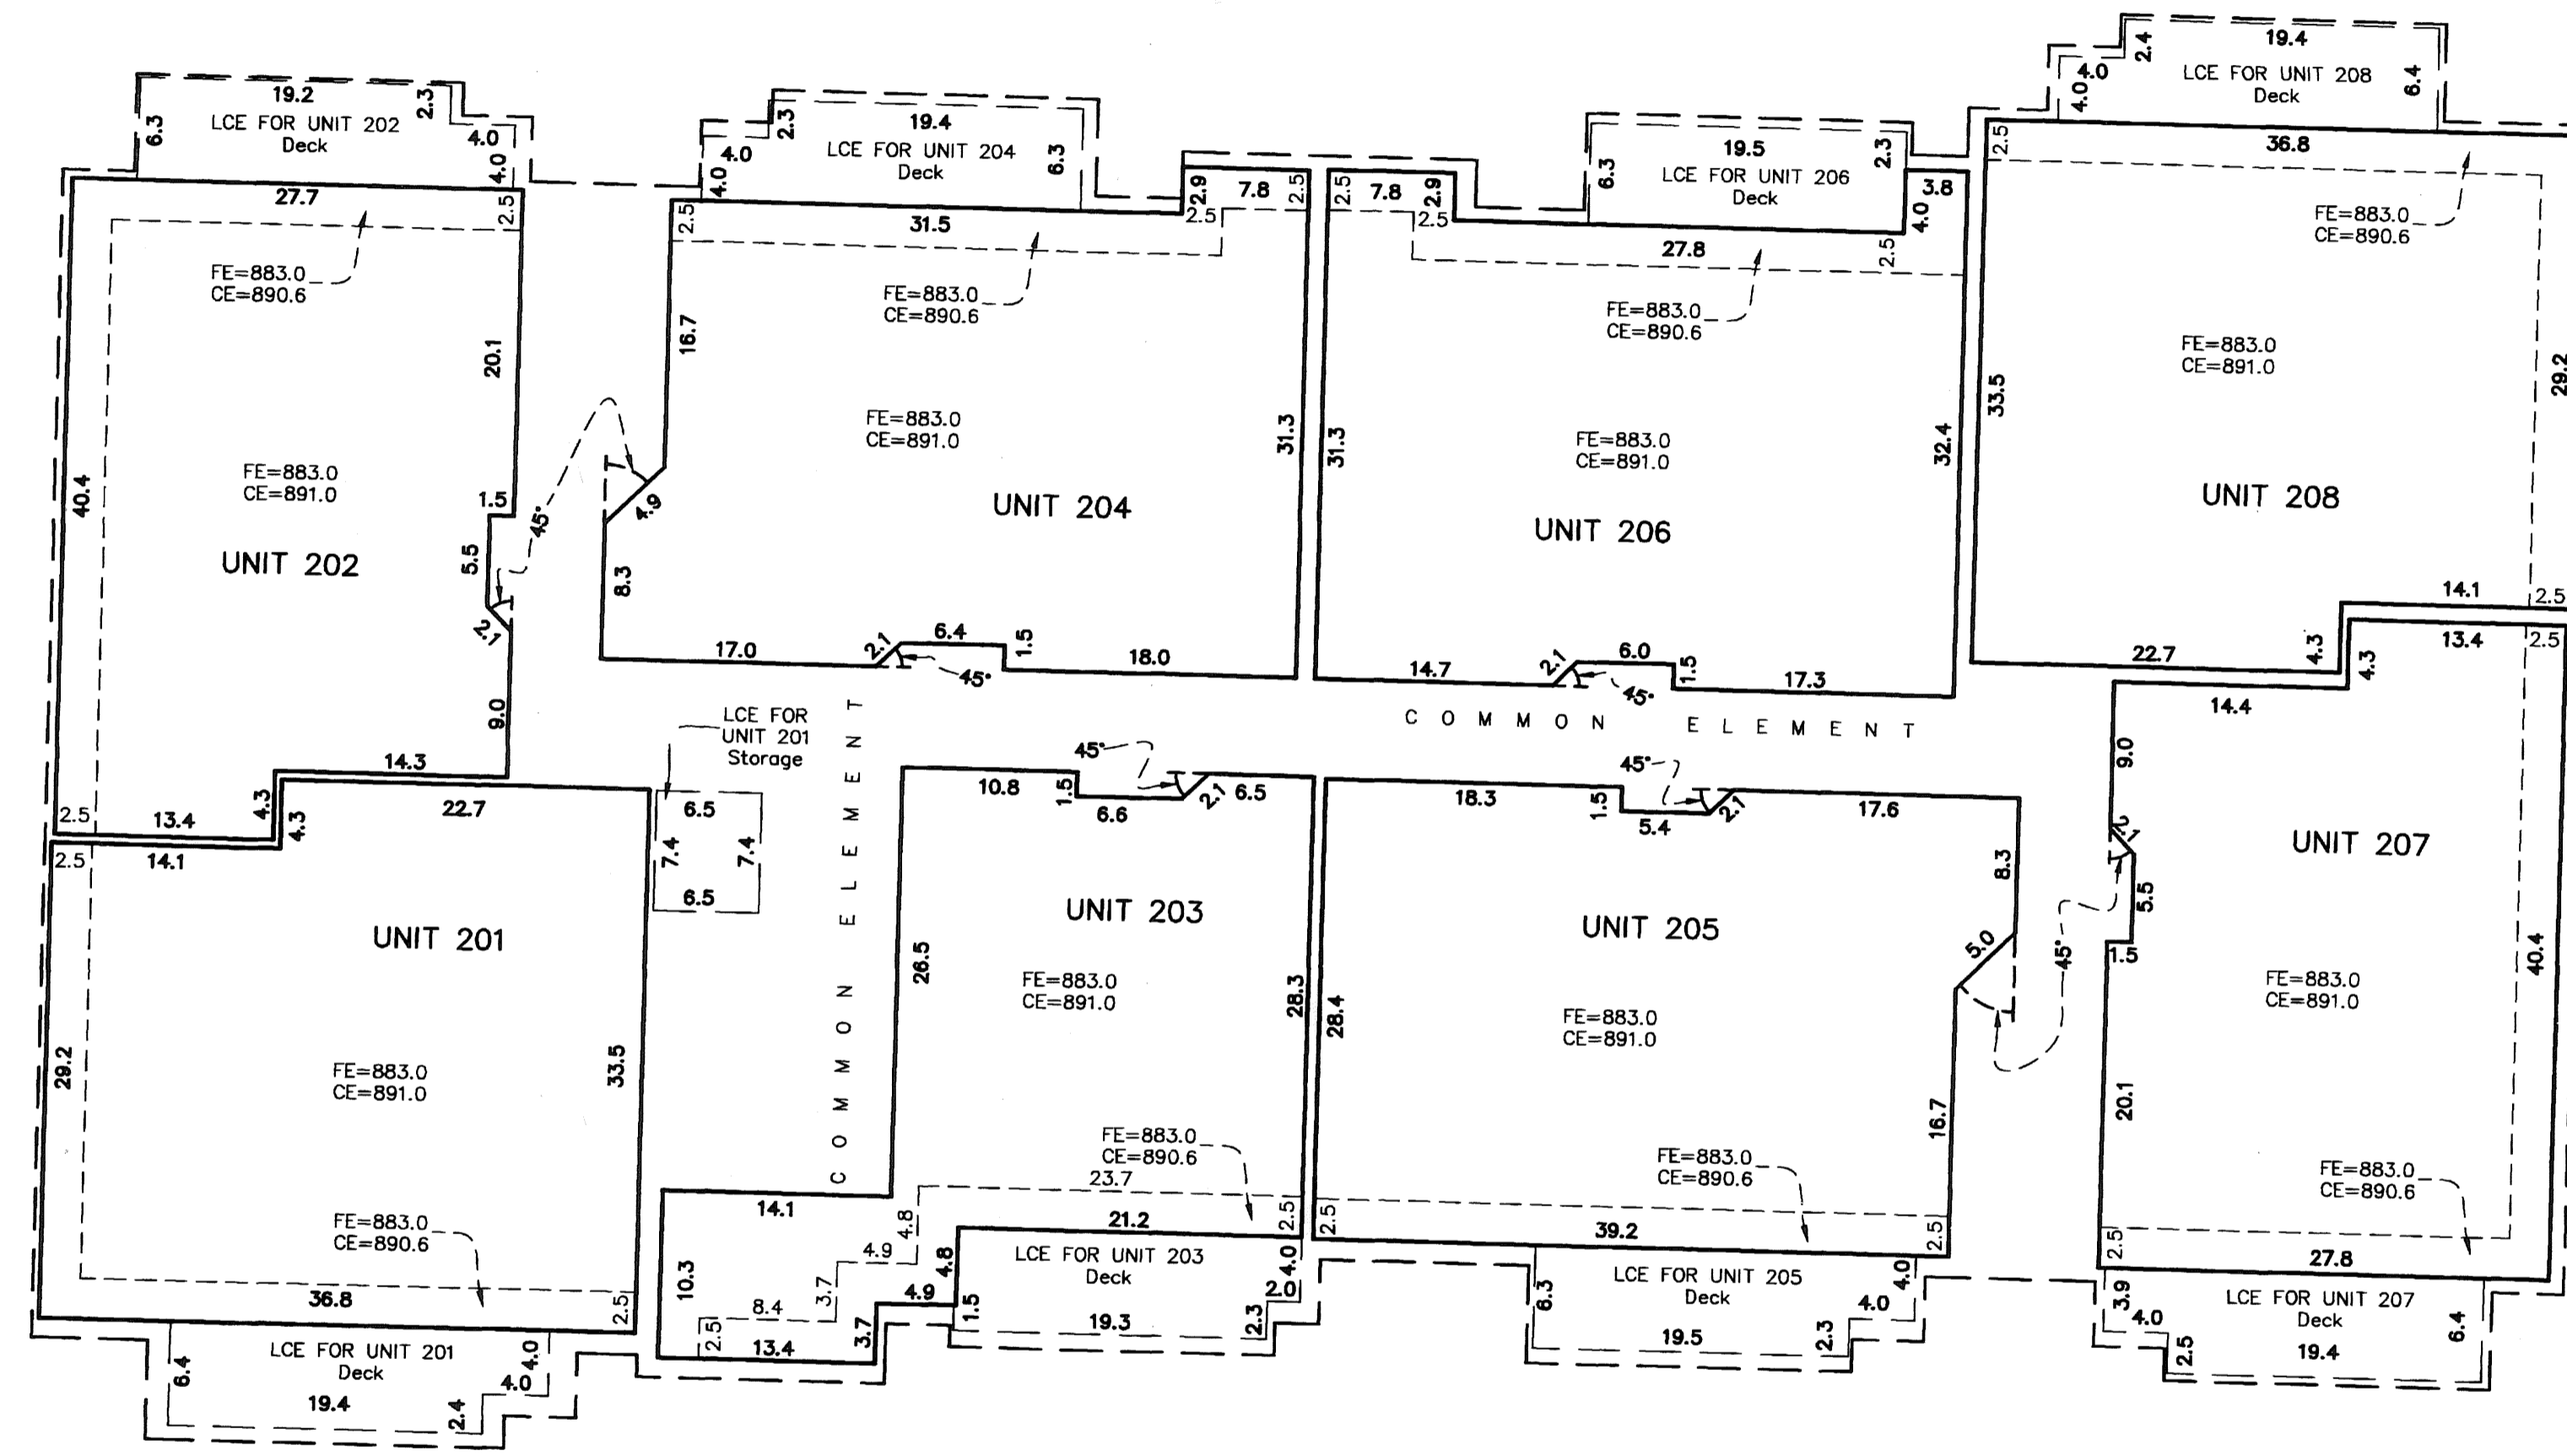 19.2
2.3
6.3
LCE FOR UNIT 202
Deck
4.0
4.0
27.7
2.5
FE=883.0
CE=890.6
20.1
40.4
FE=883.0
CE=891.0
1.5
45°
UNIT 202
5.5
2.1
9.0
14.3
2.5
13.4
4.3
2.3
19.4
4.0
LCE FOR UNIT 204
Deck
6.3
4.0
2.5
31.5
2.9
7.8
2.5
2.5
FE=883.0
CE=890.6
16.7
FE=883.0
CE=891.0
31.3
4.9
UNIT 204
8.3
17.0
2.1
6.4
1.5
45°
18.0
6.3
19.5
2.3
LCE FOR UNIT 206
Deck
2.5
7.8
2.9
2.5
3.8
4.0
27.8
2.5
FE=883.0
CE=890.6
31.3
FE=883.0
CE=891.0
32.4
UNIT 206
14.7
2.1
6.0
1.5
45°
17.3
2.4
19.4
4.0
LCE FOR UNIT 208
Deck
6.4
4.0
2.5
36.8
FE=883.0
CE=890.6
FE=883.0
CE=891.0
33.5
29.2
UNIT 208
14.1
2.5
22.7
4.3
COMMON ELEMENT
LCE FOR
UNIT 201
Storage
6.5
7.4
7.4
6.5
COMMON ELEMENT
4.3
22.7
2.5
14.1
UNIT 201
29.2
FE=883.0
CE=891.0
33.5
FE=883.0
CE=890.6
36.8
2.5
6.4
LCE FOR UNIT 201
Deck
4.0
4.0
19.4
2.4
45°
10.8
1.5
6.6
2.1
6.5
UNIT 203
26.5
FE=883.0
CE=891.0
28.3
FE=883.0
CE=890.6
23.7
14.1
4.8
21.2
2.5
4.9
4.8
LCE FOR UNIT 203
Deck
4.0
10.3
3.7
4.9
2.0
8.4
1.5
2.5
19.3
2.3
13.4
3.7
45°
18.3
1.5
5.4
2.1
17.6
8.3
UNIT 205
5.0
28.4
FE=883.0
CE=891.0
45°
16.7
FE=883.0
CE=890.6
2.5
39.2
2.5
6.3
LCE FOR UNIT 205
Deck
4.0
4.0
19.5
2.3
4.3
13.4
2.5
14.4
9.0
2.1
UNIT 207
5.5
1.5
FE=883.0
CE=891.0
40.4
20.1
FE=883.0
CE=890.6
2.5
27.8
3.9
LCE FOR UNIT 207
Deck
4.0
6.4
2.5
19.4